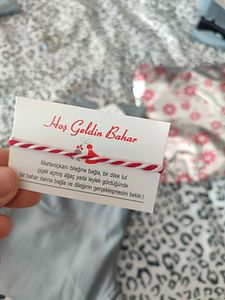 Hoş Geldin Bahar
Marteniçkanı bileğine bağla, bir dilek tut
çiçek açmış ağaç yada leylek gördüğünde
bir bahar dalına bağla ve dileğinin gerçekleşmesini bekle:)